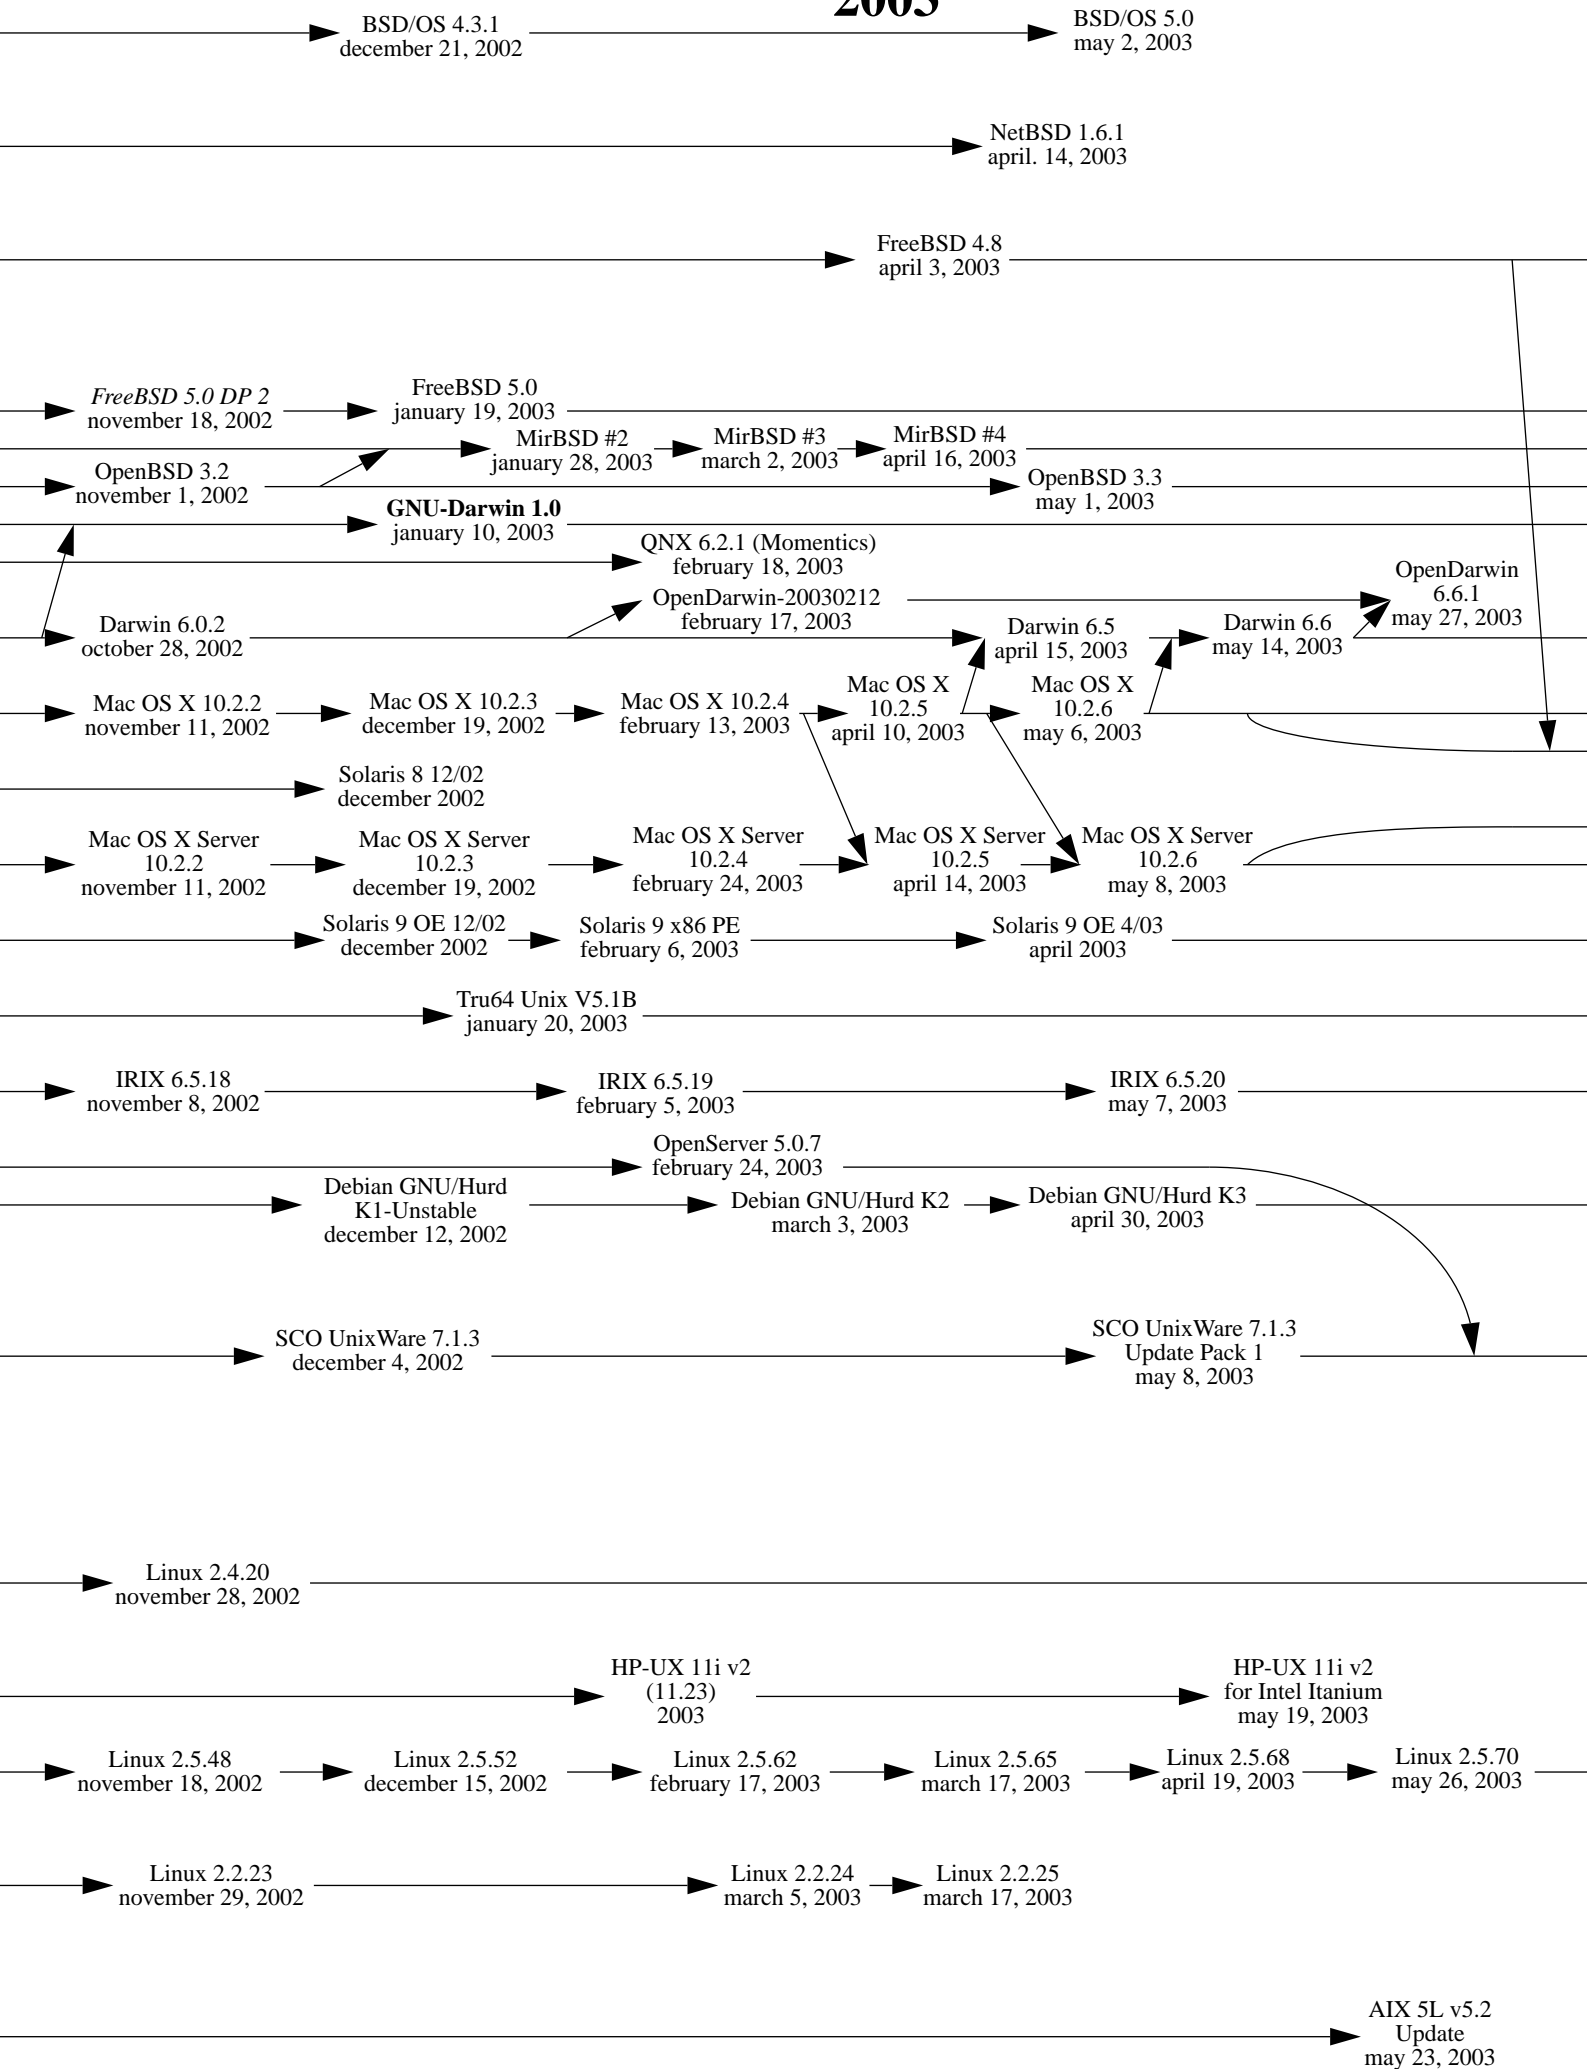 2003
BSD/OS 4.3.1
december 21, 2002
BSD/OS 5.0
may 2, 2003
NetBSD 1.6.1
april. 14, 2003
FreeBSD 4.8
april 3, 2003
FreeBSD 5.0 DP 2
november 18, 2002
FreeBSD 5.0
january 19, 2003
MirBSD #2
january 28, 2003
MirBSD #3
march 2, 2003
MirBSD #4
april 16, 2003
OpenBSD 3.2
november 1, 2002
OpenBSD 3.3
may 1, 2003
GNU-Darwin 1.0
january 10, 2003
QNX 6.2.1 (Momentics)
february 18, 2003
OpenDarwin-20030212
february 17, 2003
OpenDarwin
6.6.1
may 27, 2003
Darwin 6.0.2
october 28, 2002
Darwin 6.5
april 15, 2003
Darwin 6.6
may 14, 2003
Mac OS X 10.2.2
november 11, 2002
Mac OS X 10.2.3
december 19, 2002
Mac OS X 10.2.4
february 13, 2003
Mac OS X
10.2.5
april 10, 2003
Mac OS X
10.2.6
may 6, 2003
Solaris 8 12/02
december 2002
Mac OS X Server
10.2.2
november 11, 2002
Mac OS X Server
10.2.3
december 19, 2002
Mac OS X Server
10.2.4
february 24, 2003
Mac OS X Server
10.2.5
april 14, 2003
Mac OS X Server
10.2.6
may 8, 2003
Solaris 9 OE 12/02
december 2002
Solaris 9 x86 PE
february 6, 2003
Solaris 9 OE 4/03
april 2003
Tru64 Unix V5.1B
january 20, 2003
IRIX 6.5.18
november 8, 2002
IRIX 6.5.19
february 5, 2003
IRIX 6.5.20
may 7, 2003
OpenServer 5.0.7
february 24, 2003
Debian GNU/Hurd
K1-Unstable
december 12, 2002
Debian GNU/Hurd K2
march 3, 2003
Debian GNU/Hurd K3
april 30, 2003
SCO UnixWare 7.1.3
december 4, 2002
SCO UnixWare 7.1.3
Update Pack 1
may 8, 2003
Linux 2.4.20
november 28, 2002
HP-UX 11i v2
(11.23)
2003
HP-UX 11i v2
for Intel Itanium
may 19, 2003
Linux 2.5.48
november 18, 2002
Linux 2.5.52
december 15, 2002
Linux 2.5.62
february 17, 2003
Linux 2.5.65
march 17, 2003
Linux 2.5.68
april 19, 2003
Linux 2.5.70
may 26, 2003
Linux 2.2.23
november 29, 2002
Linux 2.2.24
march 5, 2003
Linux 2.2.25
march 17, 2003
AIX 5L v5.2
Update
may 23, 2003